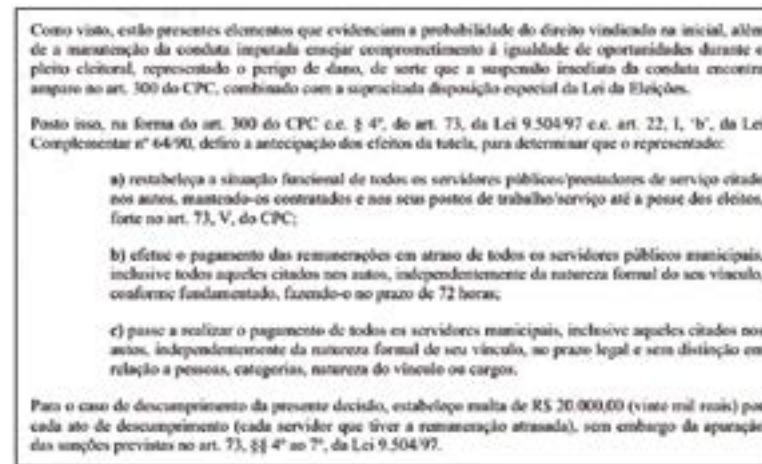 Como visto, estão presentes elementos que evidenciam a probabilidade do direito vindicado na inicial, além
de a manutenção da conduta imputada ensejar comprometimento à igualdade de oportunidades durante o
pleito eleitoral, representado o perigo de dano, de sorte que a suspensão imediata da conduta encontra
amparo no art. 300 do CPC, combinado com a supracitada disposição especial da Lei da Eleições.
Posto isso, na forma do art. 300 do CPC c.c. § 4º, do art. 73, da Lei 9.504/97 c.c. art. 22, I, 'b', da Lei
Complementar nº 64/90, defiro a antecipação dos efeitos da tutela, para determinar que o representado:
a) restabeleça a situação funcional de todos os servidores públicos/prestadores de serviço citado
nos autos, mantendo-os contratados e nos seus postos de trabalho/serviço até a posse dos eleitos,
forte no art. 73, V, do CPC;
b) efetue o pagamento das remunerações em atraso de todos os servidores públicos municipais,
inclusive todos aqueles citados nos autos, independentemente da natureza formal do seu vínculo,
conforme fundamentado, fazendo-o no prazo de 72 horas;
c) passe a realizar o pagamento de todos os servidores municipais, inclusive aqueles citados nos
autos, independentemente da natureza formal de seu vínculo, no prazo legal e sem distinção em
relação a pessoas, categorias, natureza do vínculo ou cargos.
Para o caso de descumprimento da presente decisão, estabeleço multa de R$ 20.000,00 (vinte mil reais) por
cada ato de descumprimento (cada servidor que tiver a remuneração atrasada), sem embargo da apuração
das sanções previstas no art. 73, §§ 4º ao 7º, da Lei 9.504/97.